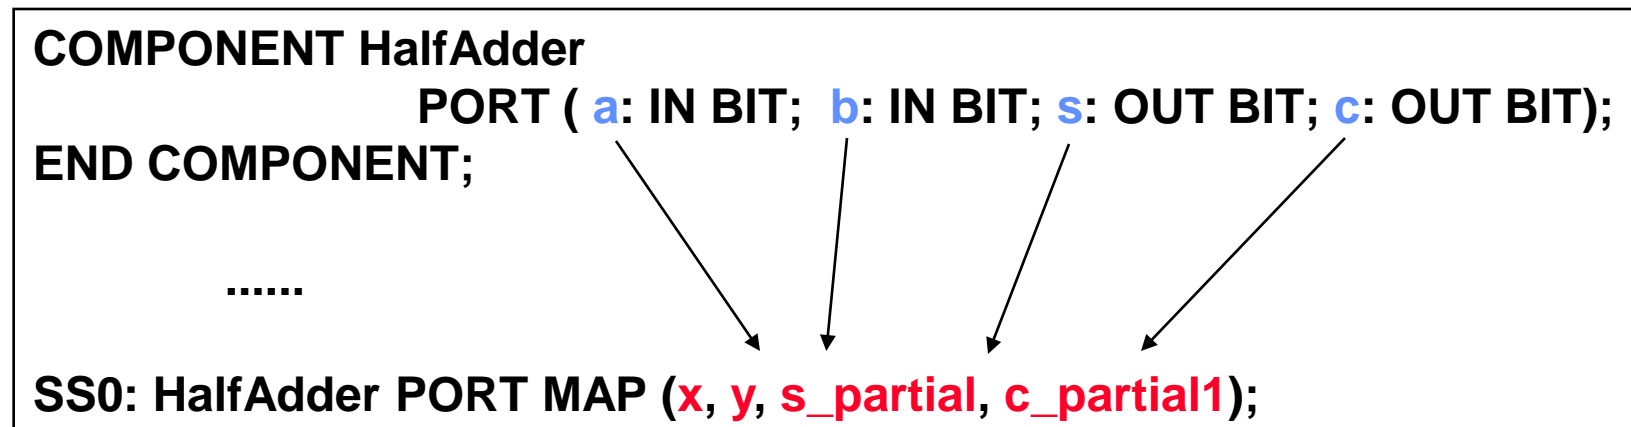 COMPONENT HalfAdder
PORT ( a: IN BIT; b: IN BIT; s: OUT BIT; c: OUT BIT);
END COMPONENT;
......
SS0: HalfAdder PORT MAP (x, y, s_partial, c_partial1);